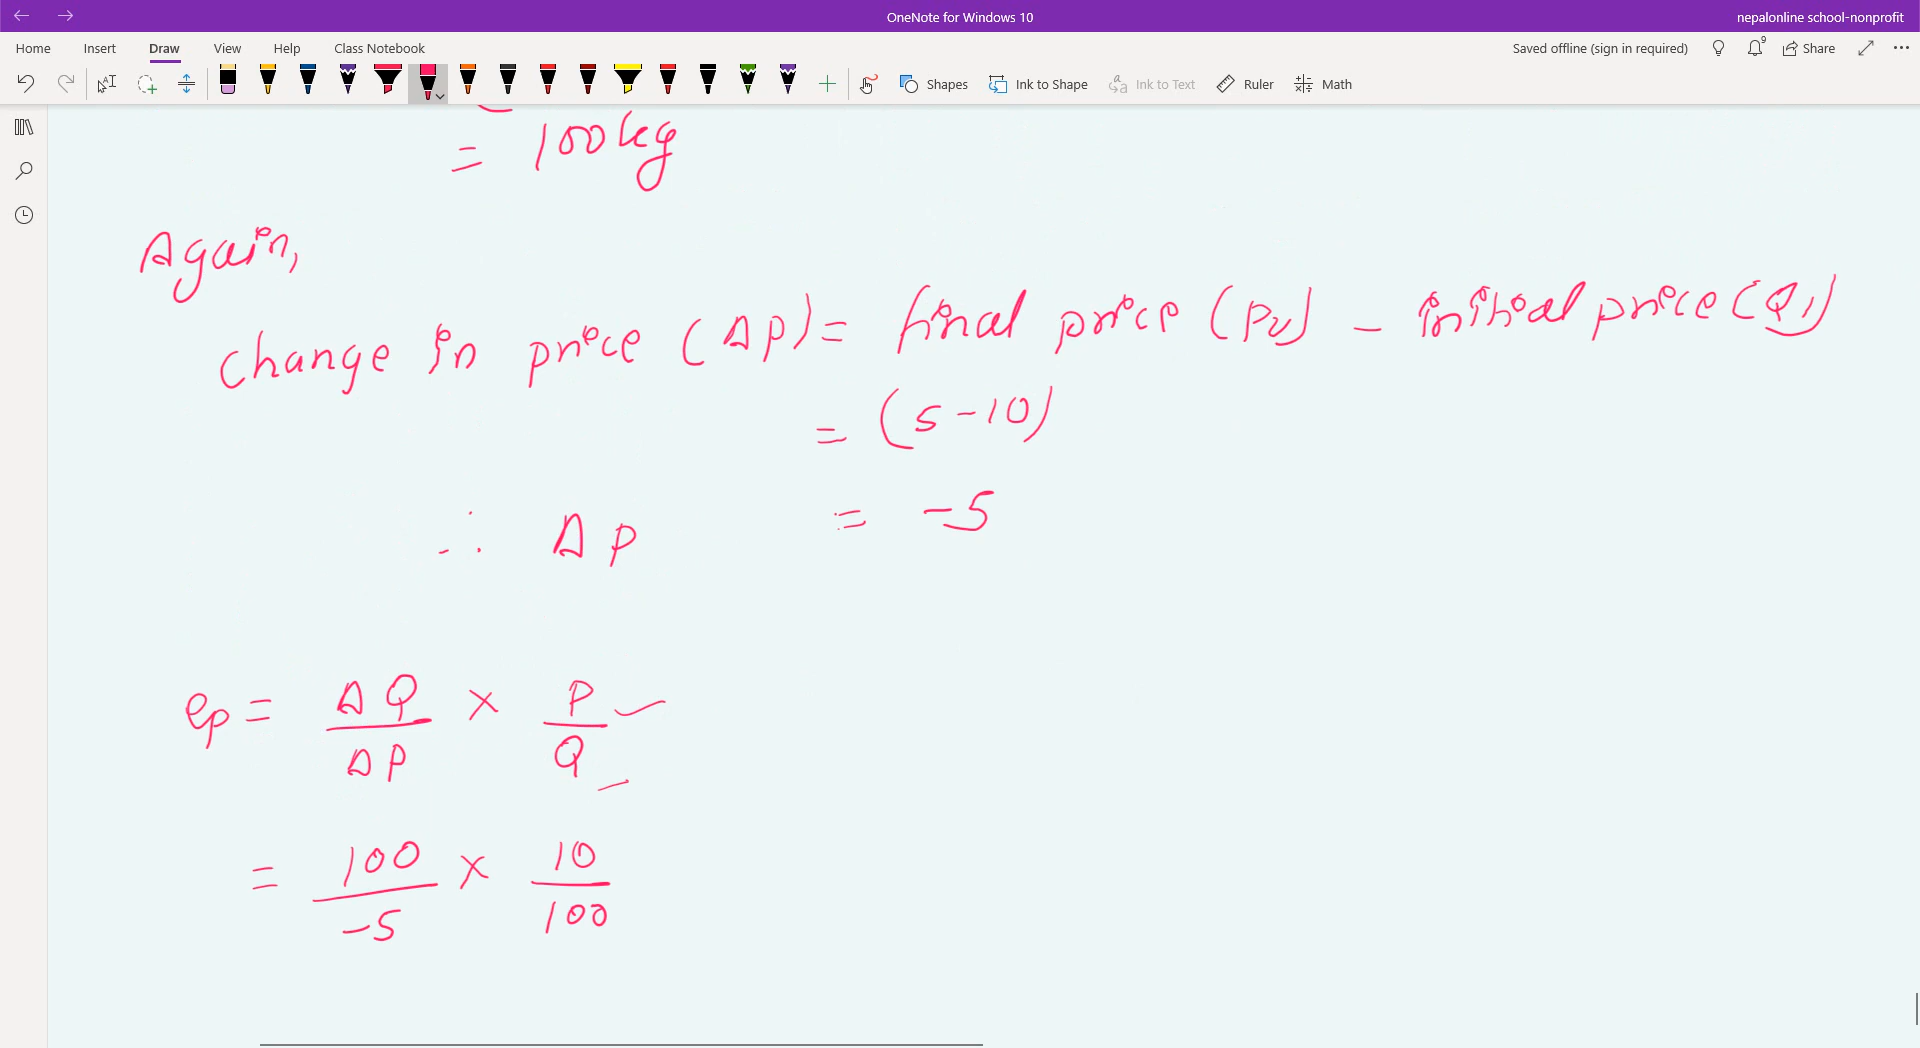 OneNote for Windows 10
nepalonline school-nonprofit
Home Insert Draw View Help Class Notebook
Saved offline (sign in required) 9 Share
Shapes Ink to Shape Ink to Text Ruler Math
= 100kg
Again,
change in price (ΔP) = final price (P2) - initial price (Q1)
= (5-10)
∴ ΔP = -5
ep = ΔQ/ΔP × P/Q
= 100/-5 × 10/100